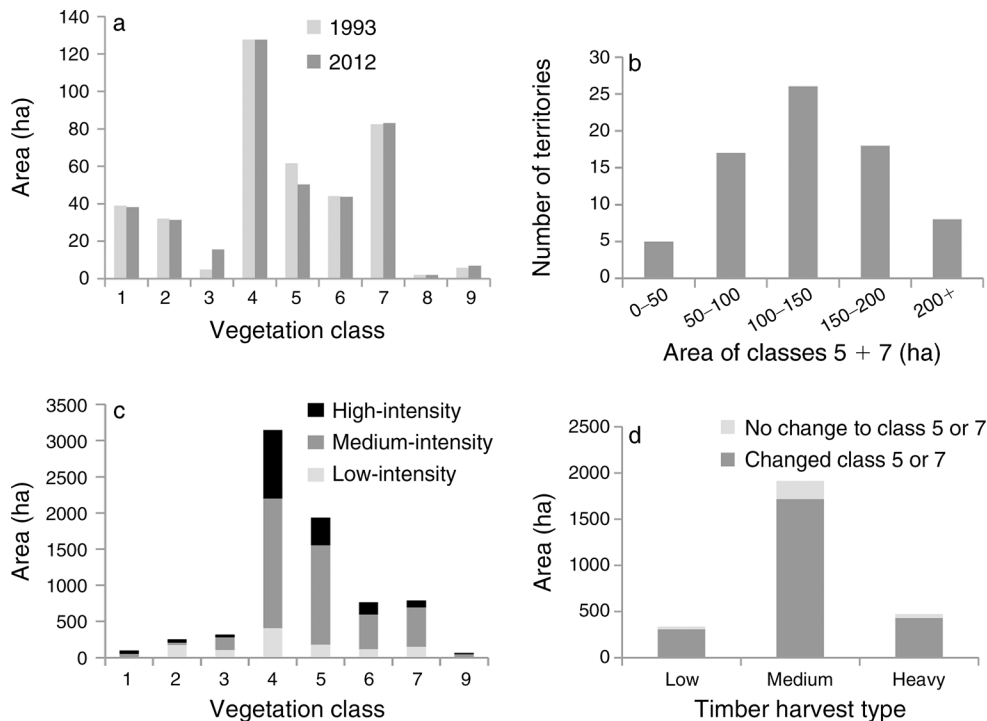 a
1993
2012
140
120
100
80
60
40
20
0
Area (ha)
1 2 3 4 5 6 7 8 9
Vegetation class
b
30
25
20
15
10
5
0
Number of territories
0–50 50–100 100–150 150–200 200+
Area of classes 5 + 7 (ha)
c
High-intensity
Medium-intensity
Low-intensity
3500
3000
2500
2000
1500
1000
500
0
Area (ha)
1 2 3 4 5 6 7 9
Vegetation class
d
No change to class 5 or 7
Changed class 5 or 7
2500
2000
1500
1000
500
0
Area (ha)
Low Medium Heavy
Timber harvest type